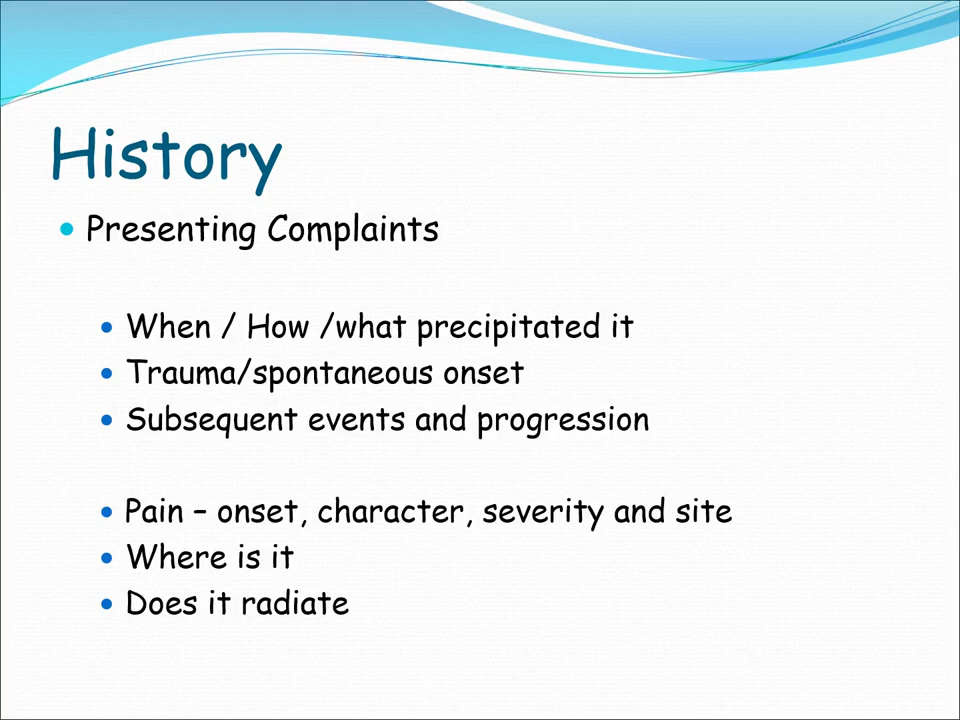 History
Presenting Complaints
When / How /what precipitated it
Trauma/spontaneous onset
Subsequent events and progression
Pain – onset, character, severity and site
Where is it
Does it radiate